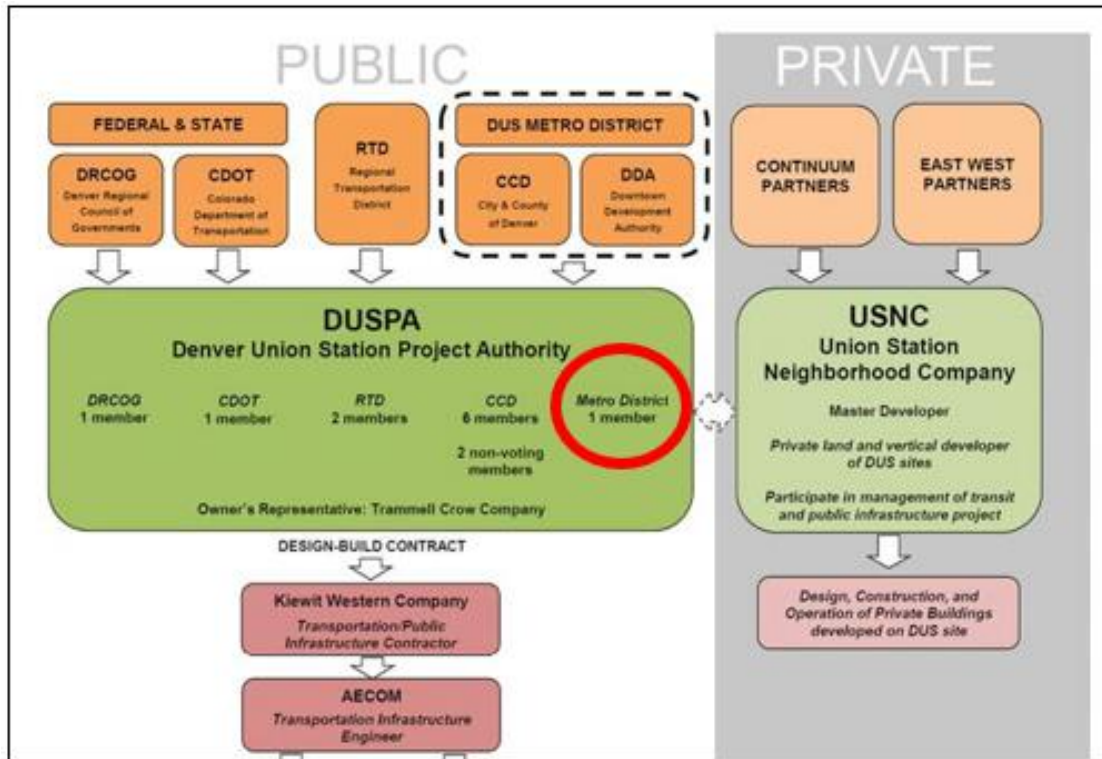 PUBLIC
PRIVATE
FEDERAL & STATE
DRCOG
Denver Regional
Council of
Governments
CDOT
Colorado
Department of
Transportation
RTD
Regional
Transportation
District
DUS METRO DISTRICT
CCD
City & County
of Denver
DDA
Downtown
Development
Authority
CONTINUUM
PARTNERS
EAST WEST
PARTNERS
DUSPA
Denver Union Station Project Authority
DRCOG
1 member
CDOT
1 member
RTD
2 members
CCD
6 members
2 non-voting
members
Metro District
1 member
Owner's Representative: Trammell Crow Company
USNC
Union Station
Neighborhood Company
Master Developer
Private land and vertical developer
of DUS sites
Participate in management of transit
and public infrastructure project
DESIGN-BUILD CONTRACT
Kiewit Western Company
Transportation/Public
Infrastructure Contractor
AECOM
Transportation Infrastructure
Engineer
Design, Construction, and
Operation of Private Buildings
developed on DUS site